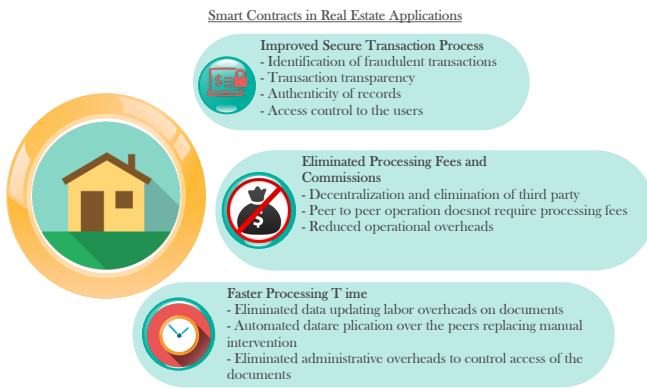 Smart Contracts in Real Estate Applications
Improved Secure Transaction Process
- Identification of fraudulent transactions
- Transaction transparency
- Authenticity of records
- Access control to the users
Eliminated Processing Fees and
Commissions
- Decentralization and elimination of third party
- Peer to peer operation doesnot require processing fees
- Reduced operational overheads
$
Faster Processing T ime
- Eliminated data updating labor overheads on documents
- Automated datare plication over the peers replacing manual
intervention
- Eliminated administrative overheads to control access of the
documents